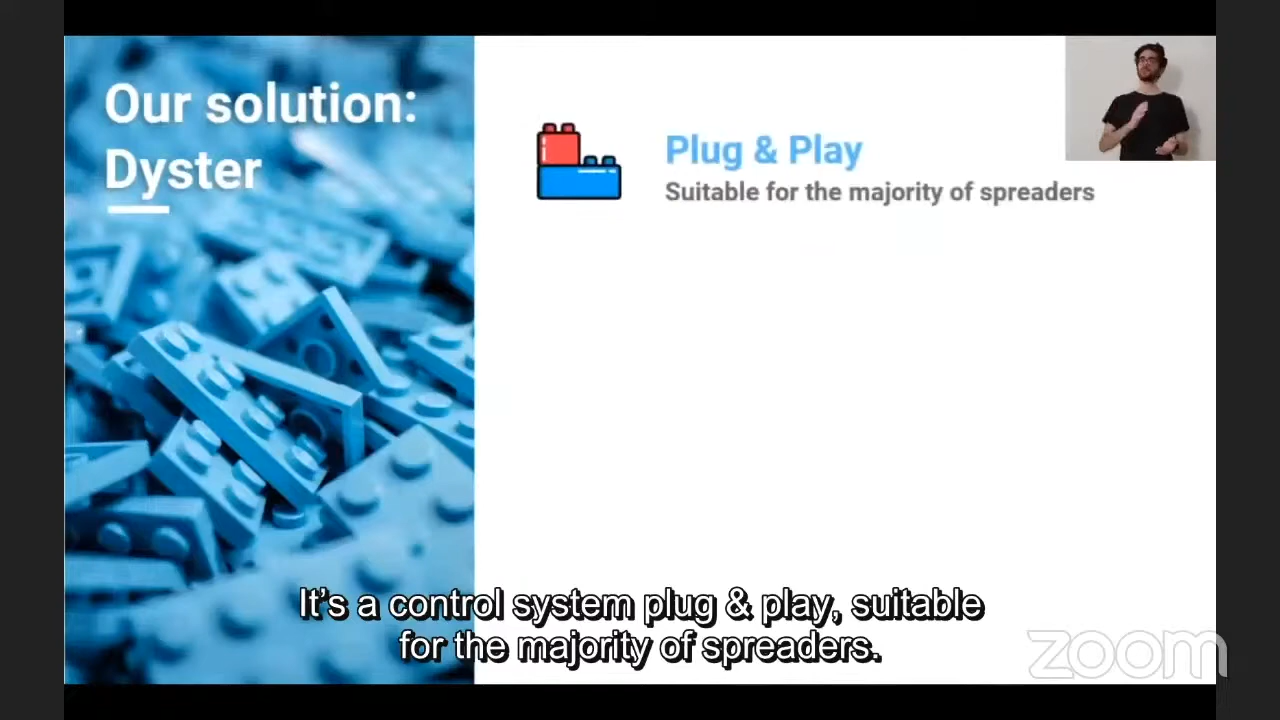 Our solution:
Dyster
Plug & Play
Suitable for the majority of spreaders
It's a control system plug & play, suitable
for the majority of spreaders.
zoom